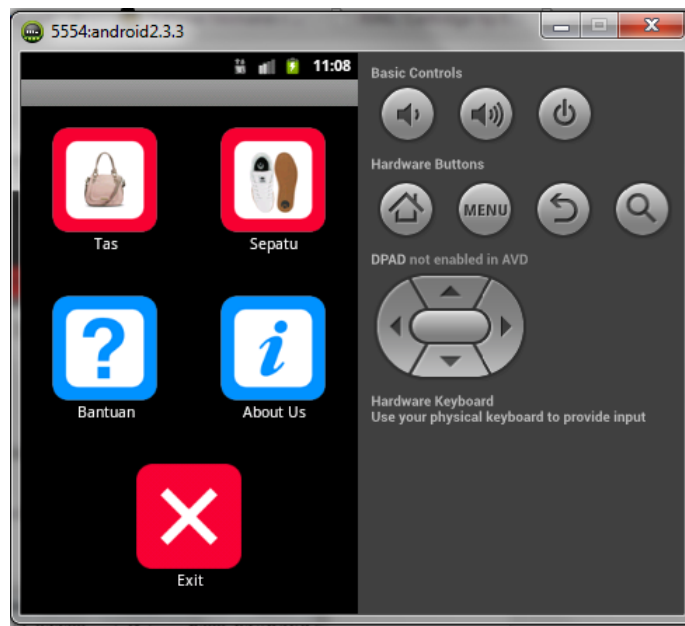 5554:android2.3.3
11:08
Tas
Sepatu
Bantuan
About Us
Exit
Basic Controls
Hardware Buttons
MENU
DPAD not enabled in AVD
Hardware Keyboard
Use your physical keyboard to provide input